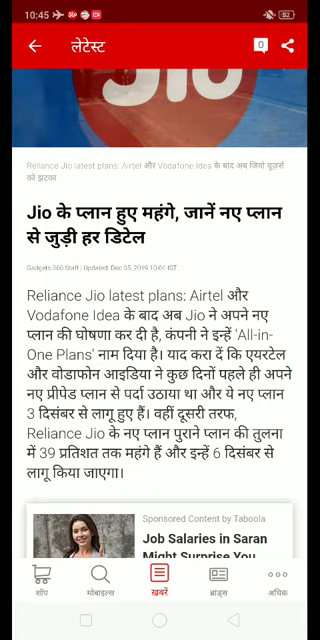 10:45
52
लेटेस्ट
0
Jio
Reliance Jio latest plans: Airtel और Vodafone Idea के बाद अब जियो यूज़र्स
को झटका
Jio के प्लान हुए महंगे, जानें नए प्लान
से जुड़ी हर डिटेल
Gadgets 360 Staff | Updated: Dec 05, 2019 10:01 IST
Reliance Jio latest plans: Airtel और
Vodafone Idea के बाद अब Jio ने अपने नए
प्लान की घोषणा कर दी है, कंपनी ने इन्हें 'All-in-
One Plans' नाम दिया है। याद करा दें कि एयरटेल
और वोडाफोन आइडिया ने कुछ दिनों पहले ही अपने
नए प्रीपेड प्लान से पर्दा उठाया था और ये नए प्लान
3 दिसंबर से लागू हुए हैं। वहीं दूसरी तरफ,
Reliance Jio के नए प्लान पुराने प्लान की तुलना
में 39 प्रतिशत तक महंगे हैं और इन्हें 6 दिसंबर से
लागू किया जाएगा।
Sponsored Content by Taboola
Job Salaries in Saran
Might Surprise You
शॉप
मोबाइल्स
ख़बरें
ब्रांड्स
अधिक